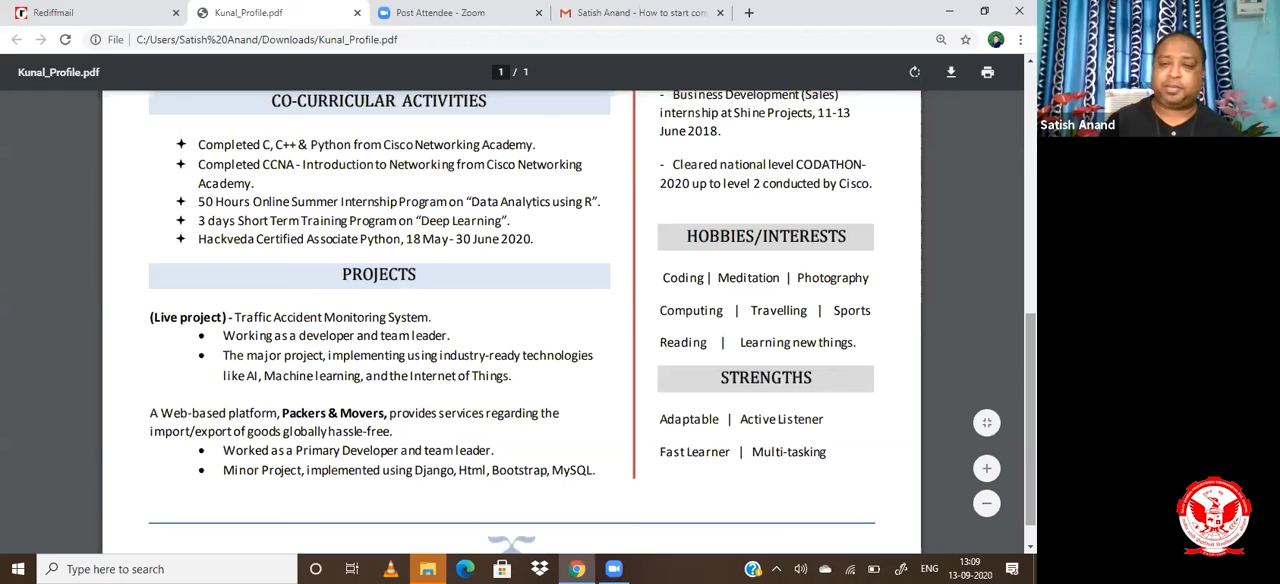 Rediffmail
Kunal_Profile.pdf
Post Attendee - Zoom
Satish Anand - How to start con
File C:/Users/Satish%20Anand/Downloads/Kunal_Profile.pdf
Kunal_Profile.pdf
1 / 1
CO-CURRICULAR ACTIVITIES
Completed C, C++ & Python from Cisco Networking Academy.
Completed CCNA - Introduction to Networking from Cisco Networking
Academy.
50 Hours Online Summer Internship Program on “Data Analytics using R”.
3 days Short Term Training Program on “Deep Learning”.
Hackveda Certified Associate Python, 18 May - 30 June 2020.
PROJECTS
(Live project) - Traffic Accident Monitoring System.
• Working as a developer and team leader.
• The major project, implementing using industry-ready technologies
like AI, Machine learning, and the Internet of Things.
A Web-based platform, Packers & Movers, provides services regarding the
import/export of goods globally hassle-free.
• Worked as a Primary Developer and team leader.
• Minor Project, implemented using Django, Html, Bootstrap, MySQL.
- Business Development (Sales)
internship at Shine Projects, 11-13
June 2018.
- Cleared national level CODATHON-
2020 up to level 2 conducted by Cisco.
HOBBIES/INTERESTS
Coding | Meditation | Photography
Computing | Travelling | Sports
Reading | Learning new things.
STRENGTHS
Adaptable | Active Listener
Fast Learner | Multi-tasking
Satish Anand
Type here to search
ENG
13:09
13-09-2020